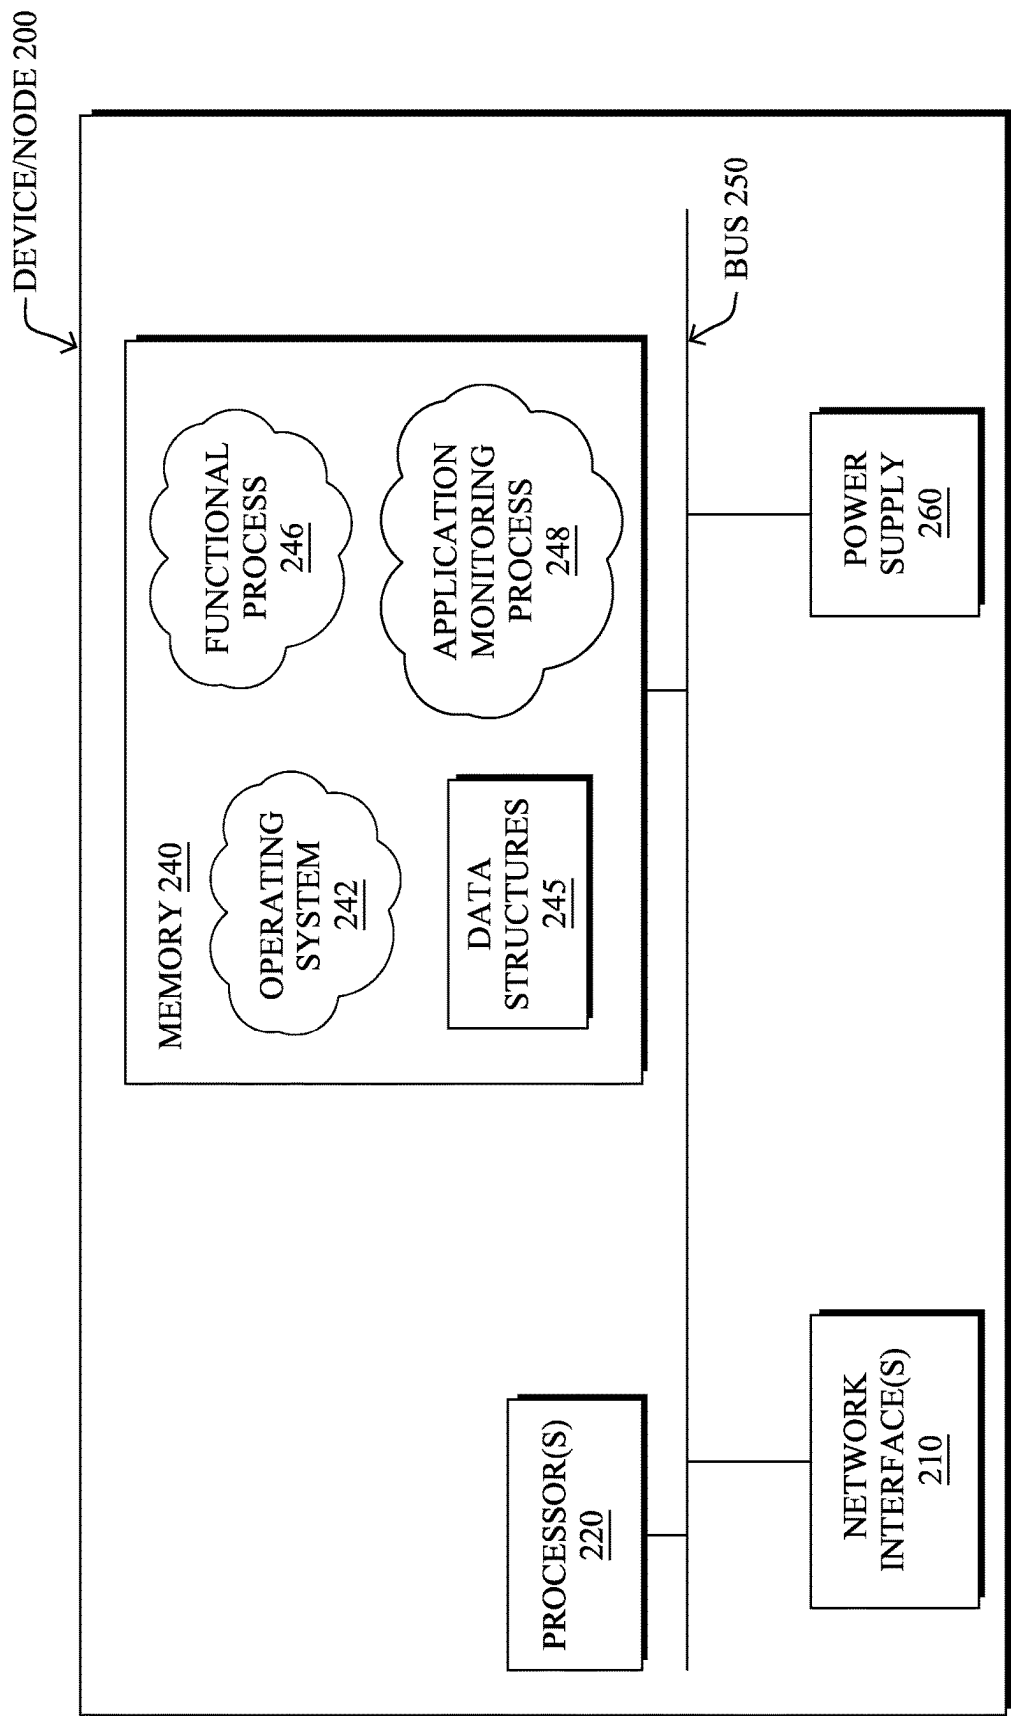 DEVICE/NODE 200
MEMORY 240
OPERATING
SYSTEM
242
FUNCTIONAL
PROCESS
246
DATA
STRUCTURES
245
APPLICATION
MONITORING
PROCESS
248
PROCESSOR(S)
220
BUS 250
NETWORK
INTERFACE(S)
210
POWER
SUPPLY
260